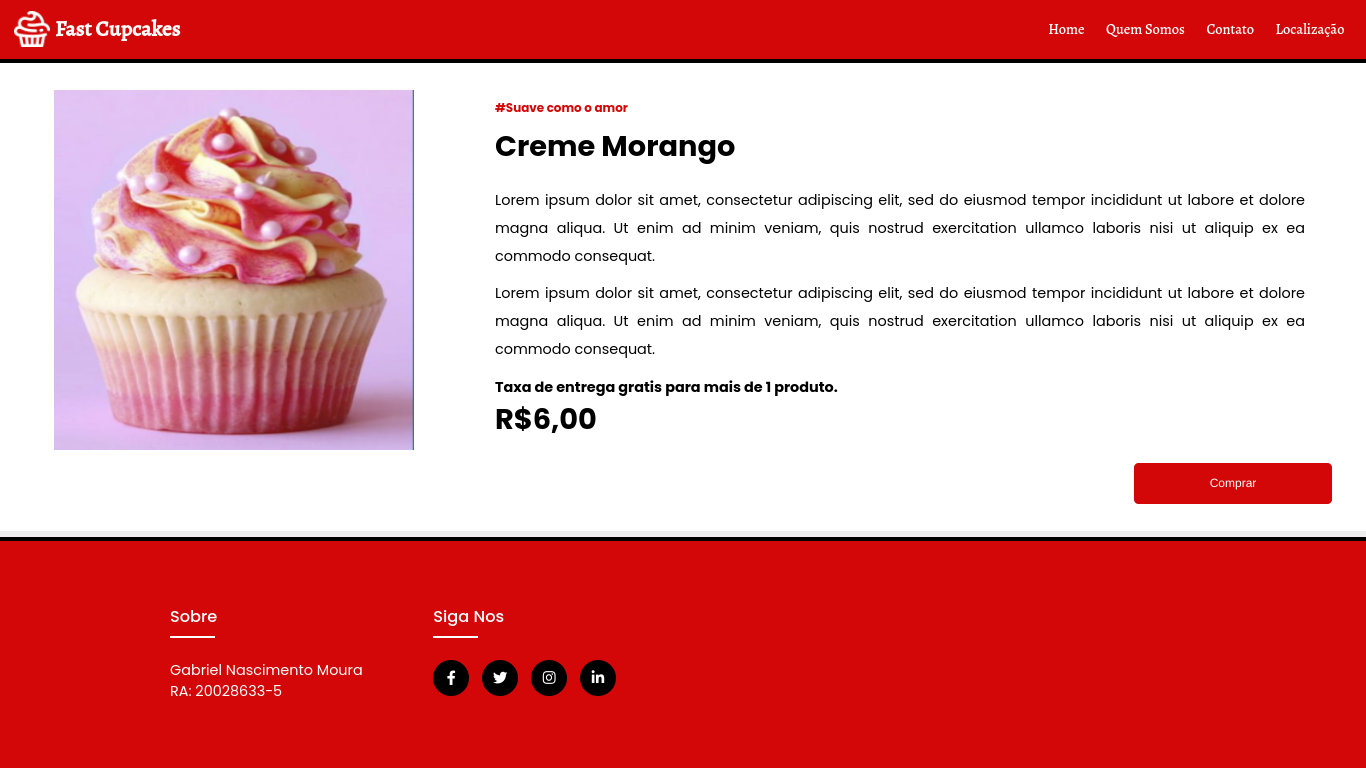 Fast Cupakes
Home
Quem Somos
Contato
Localização
#Suave como o amor
Creme Morango
Lorem ipsum dolor sit amet, consectetur adipiscing elit, sed do eiusmod tempor incididunt ut labore et dolore
magna aliqua. Ut enim ad minim veniam, quis nostrud exercitation ullamco laboris nisi ut aliquip ex ea
commodo consequat.
Lorem ipsum dolor sit amet, consectetur adipiscing elit, sed do eiusmod tempor incididunt ut labore et dolore
magna aliqua. Ut enim ad minim veniam, quis nostrud exercitation ullamco laboris nisi ut aliquip ex ea
commodo consequat.
Taxa de entrega gratis para mais de 1 produto.
R$6,00
Comprar
Sobre
Gabriel Nascimento Moura
RA: 20028633-5
Siga Nos